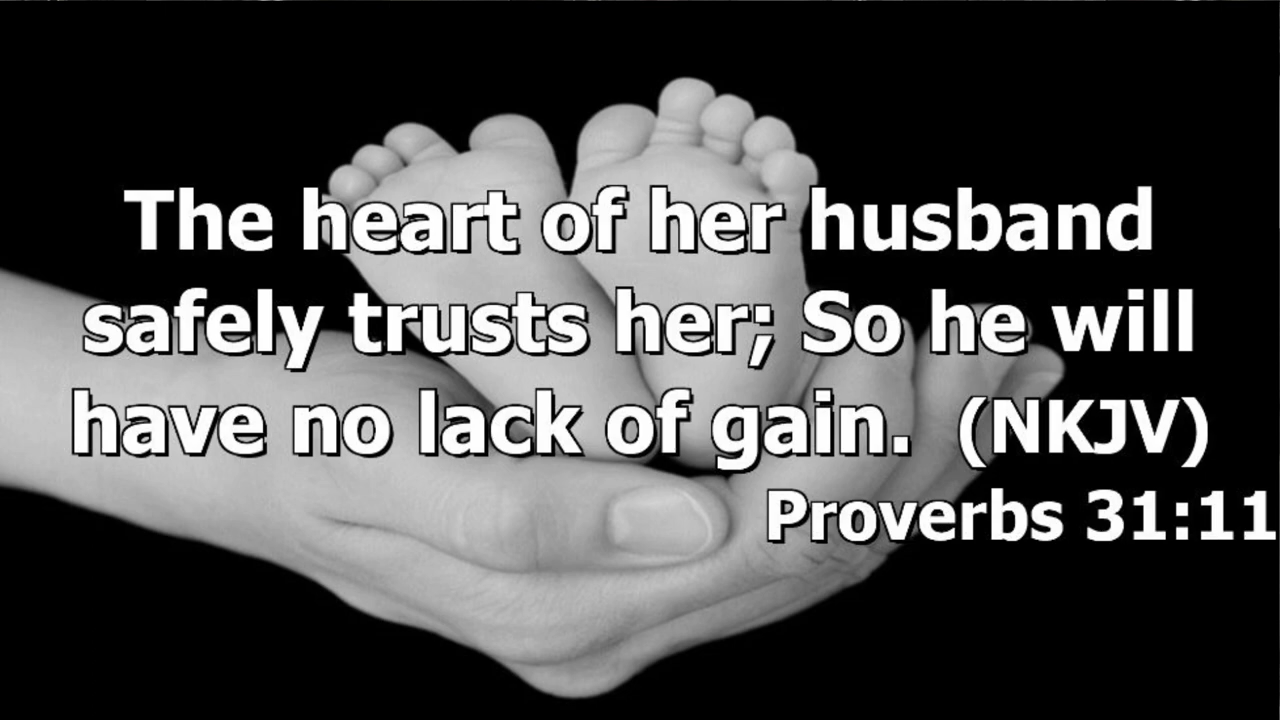 The heart of her husband
safely trusts her; So he will
have no lack of gain. (NKJV)
Proverbs 31:11